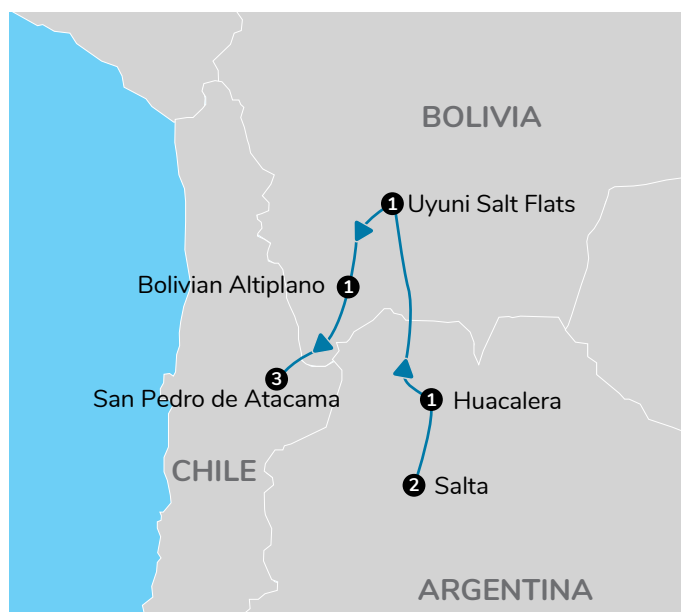 BOLIVIA
1 Uyuni Salt Flats
Bolivian Altiplano 1
3
San Pedro de Atacama
1 Huacalera
CHILE
2 Salta
ARGENTINA